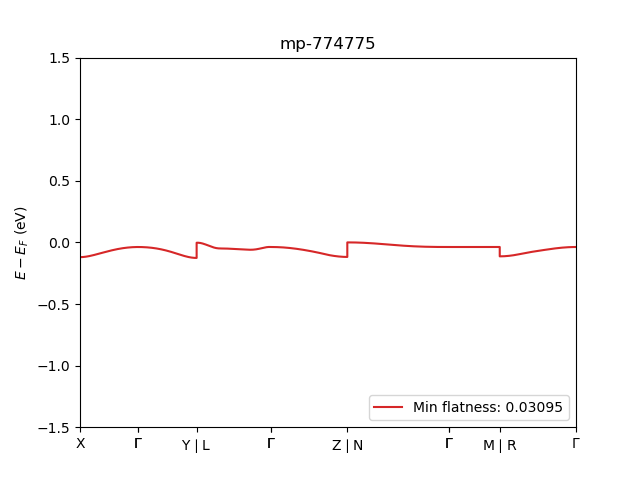 mp-774775
E − E_F (eV)
1.5
1.0
0.5
0.0
−0.5
−1.0
−1.5
Min flatness: 0.03095
X Γ Y | L Γ Z | N Γ M | R Γ